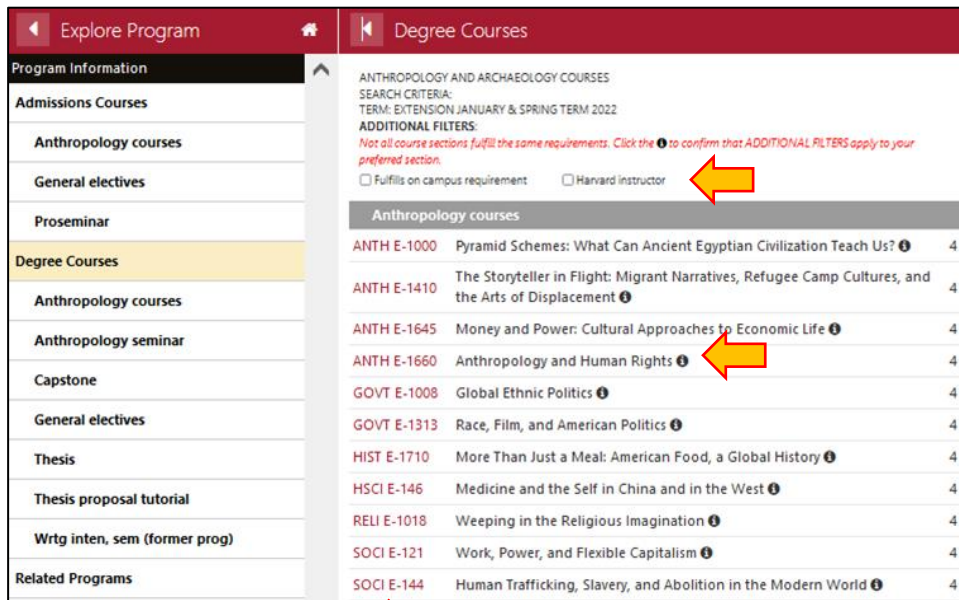 Explore Program
Program Information
Admissions Courses
Anthropology courses
General electives
Proseminar
Degree Courses
Anthropology courses
Anthropology seminar
Capstone
General electives
Thesis
Thesis proposal tutorial
Wrtg inten, sem (former prog)
Related Programs
Degree Courses
ANTHROPOLOGY AND ARCHAEOLOGY COURSES
SEARCH CRITERIA:
TERM: EXTENSION JANUARY & SPRING TERM 2022
ADDITIONAL FILTERS:
Not all course sections fulfill the same requirements. Click the i to confirm that ADDITIONAL FILTERS apply to your
preferred section.
Fulfills on campus requirement Harvard instructor
Anthropology courses
ANTH E-1000 Pyramid Schemes: What Can Ancient Egyptian Civilization Teach Us? 4
ANTH E-1410 The Storyteller in Flight: Migrant Narratives, Refugee Camp Cultures, and
the Arts of Displacement 4
ANTH E-1645 Money and Power: Cultural Approaches to Economic Life 4
ANTH E-1660 Anthropology and Human Rights 4
GOVT E-1008 Global Ethnic Politics 4
GOVT E-1313 Race, Film, and American Politics 4
HIST E-1710 More Than Just a Meal: American Food, a Global History 4
HSCI E-146 Medicine and the Self in China and in the West 4
RELI E-1018 Weeping in the Religious Imagination 4
SOCI E-121 Work, Power, and Flexible Capitalism 4
SOCI E-144 Human Trafficking, Slavery, and Abolition in the Modern World 4